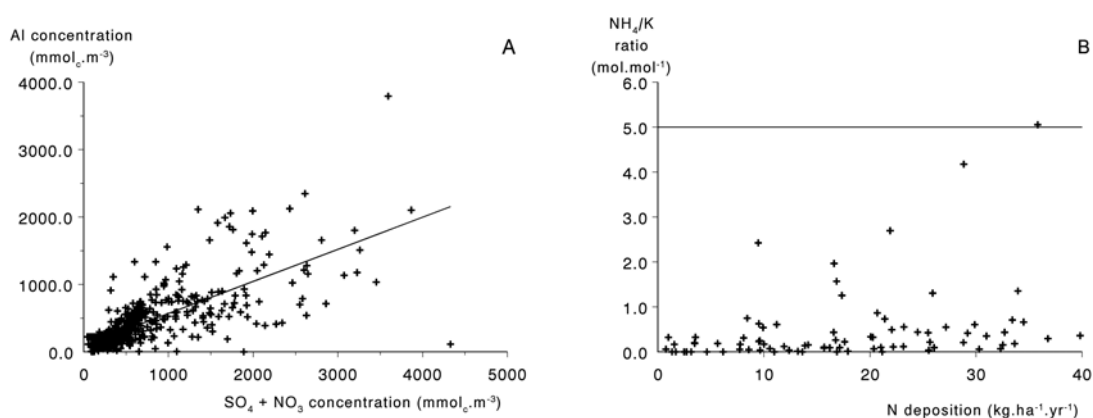 Al concentration
(mmol_c.m⁻³)
A
4000.0
3000.0
2000.0
1000.0
0.0
0 1000 2000 3000 4000 5000
SO₄ + NO₃ concentration (mmol_c.m⁻³)
NH₄/K
ratio
(mol.mol⁻¹)
B
6.0
5.0
4.0
3.0
2.0
1.0
0.0
0 10 20 30 40
N deposition (kg.ha⁻¹.yr⁻¹)